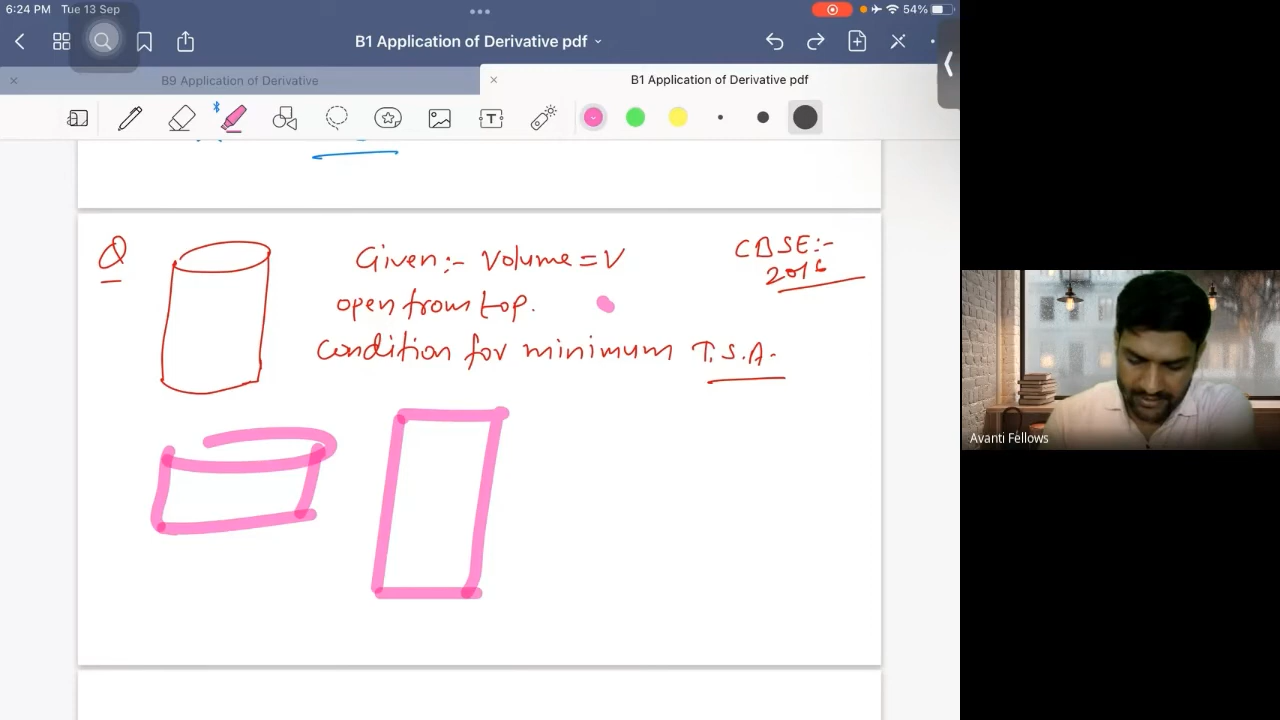 6:24 PM Tue 13 Sep
54%
B1 Application of Derivative pdf
B9 Application of Derivative
B1 Application of Derivative pdf
T
Q
Given:- Volume = V
open from top.
condition for minimum T.S.A.
CBSE:-
2016
Avanti Fellows